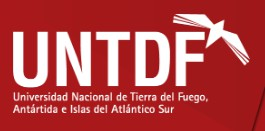 UNTDF
Universidad Nacional de Tierra del Fuego,
Antártida e Islas del Atlántico Sur